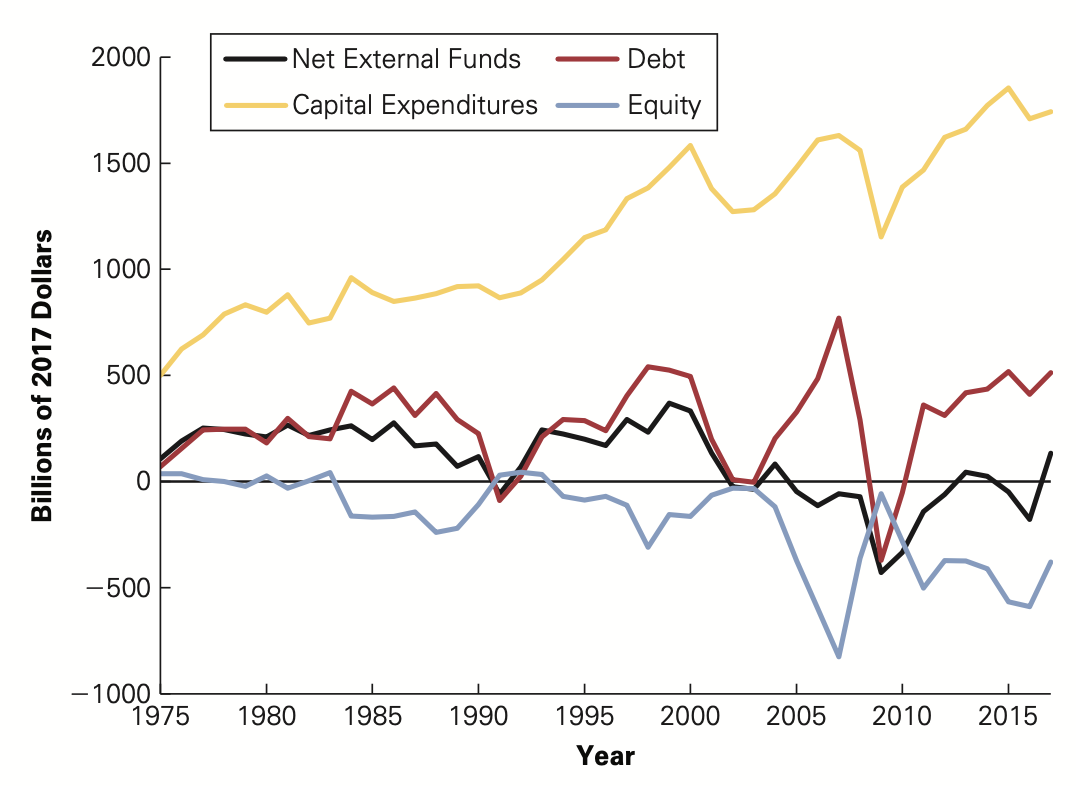 Net External Funds
Debt
Capital Expenditures
Equity
Billions of 2017 Dollars
2000
1500
1000
500
0
−500
−1000
1975 1980 1985 1990 1995 2000 2005 2010 2015
Year